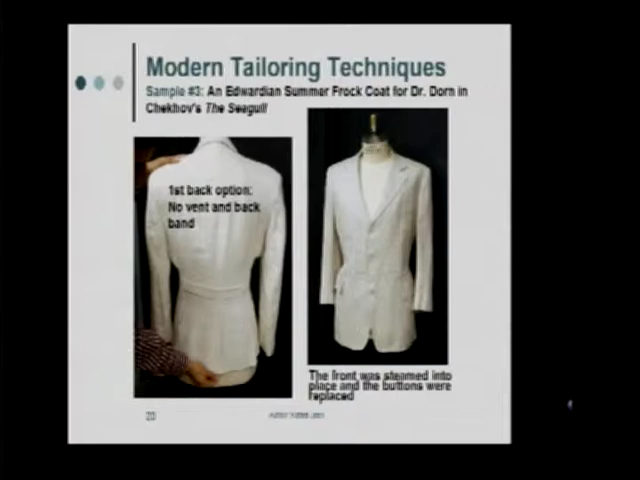 Modern Tailoring Techniques
Sample #3: An Edwardian Summer Frock Coat for Dr. Dorn in
Chekhov's The Seagull
1st back option:
No vent and back
band
The front was steamed into
place and the buttons were
replaced
20